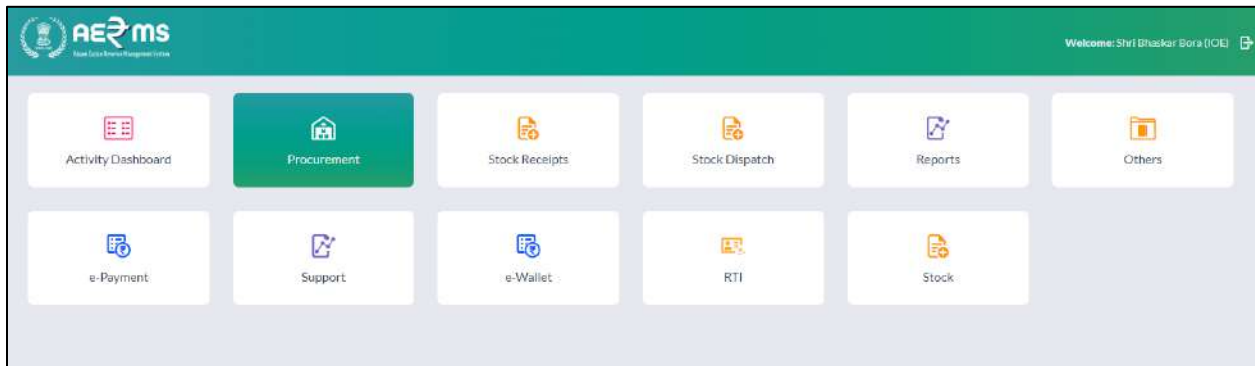 AERMS
Welcome: Shri Bhaskar Bora (IOE)
Activity Dashboard
Procurement
Stock Receipts
Stock Dispatch
Reports
Others
e-Payment
Support
e-Wallet
RTI
Stock